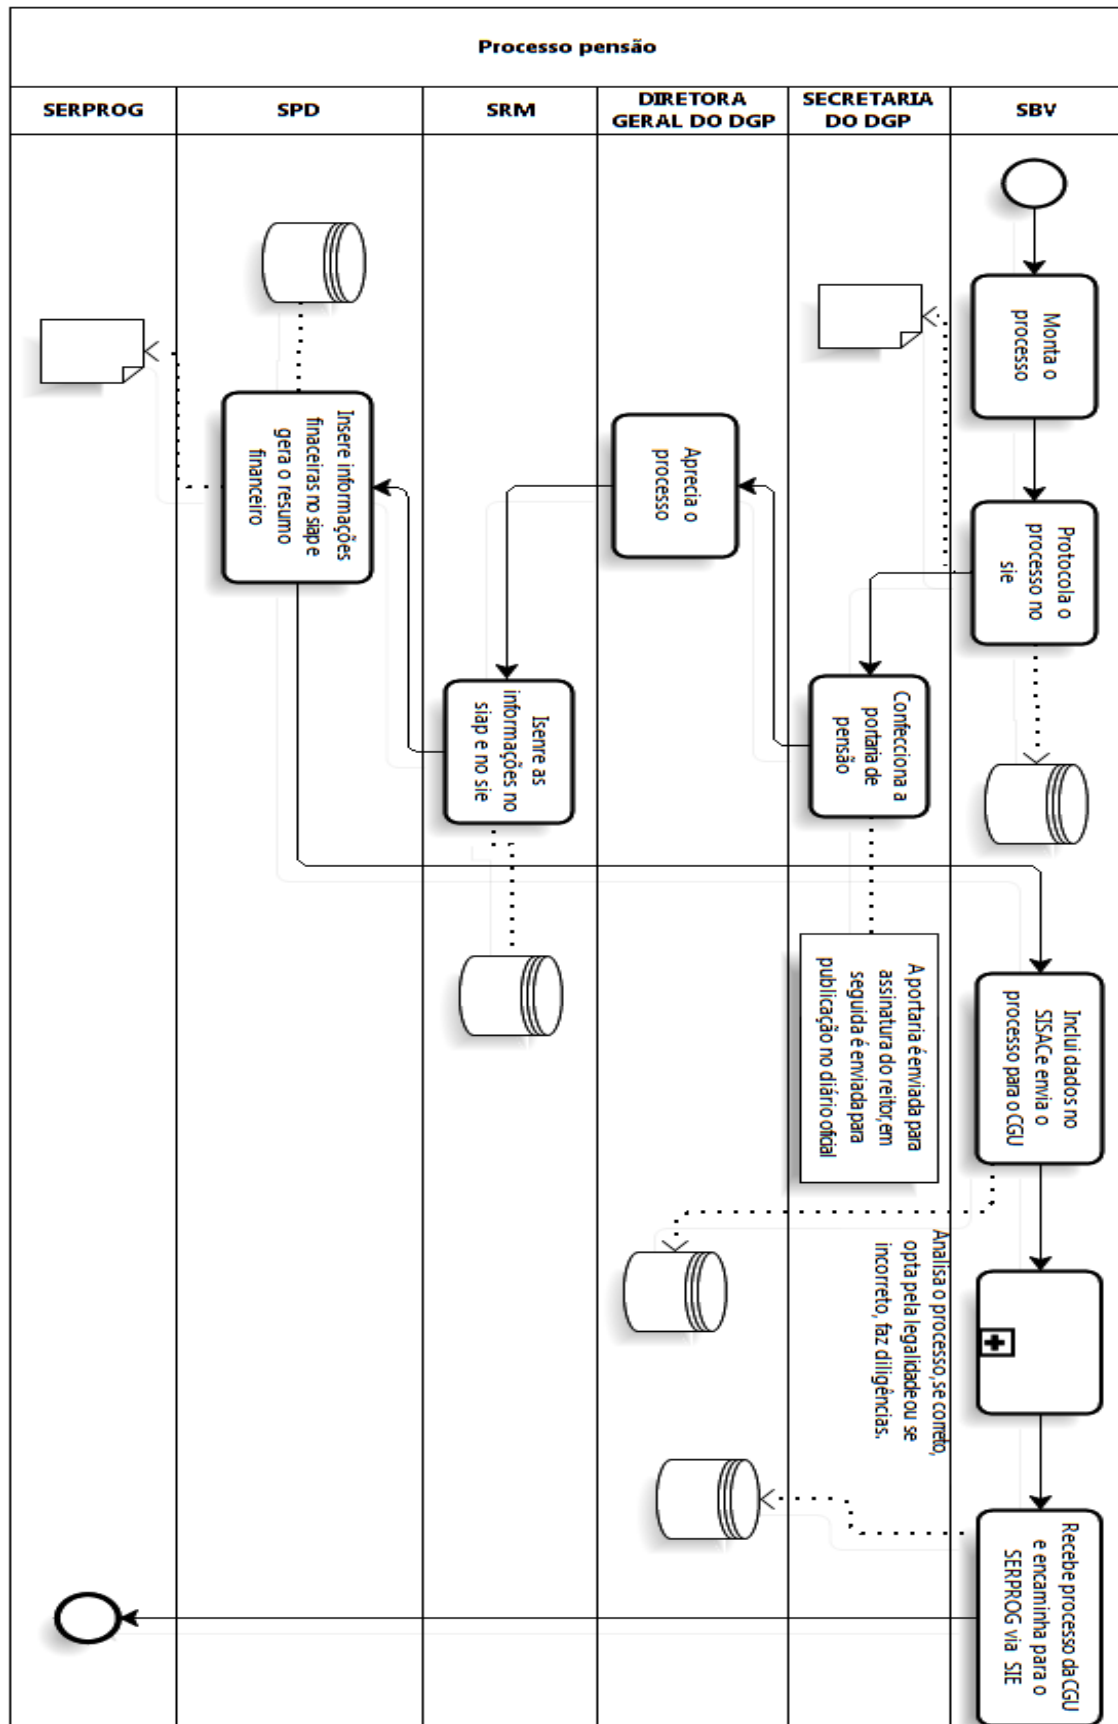 Processo pensão
SERPROG
SPD
SRM
DIRETORA
GERAL DO DGP
SECRETARIA
DO DGP
SBV
Monta o
processo
Protocola o
processo no
sie
Confecciona a
portaria de
pensão
A portaria é enviada para
assinatura do reitor, em
seguida é enviada para
publicação no diário oficial
Aprecia o
processo
Isenre as
informações no
siap e no sie
Insere informações
finaceiras no siap e
gera o resumo
financeiro
Inclui dados no
SISAC e envia o
processo para o CGU
Analisa o processo, se correto,
opta pela legalidade ou se
incorreto, faz diligências.
Recebe processo da CGU
e encaminha para o
SERPROG via SIE